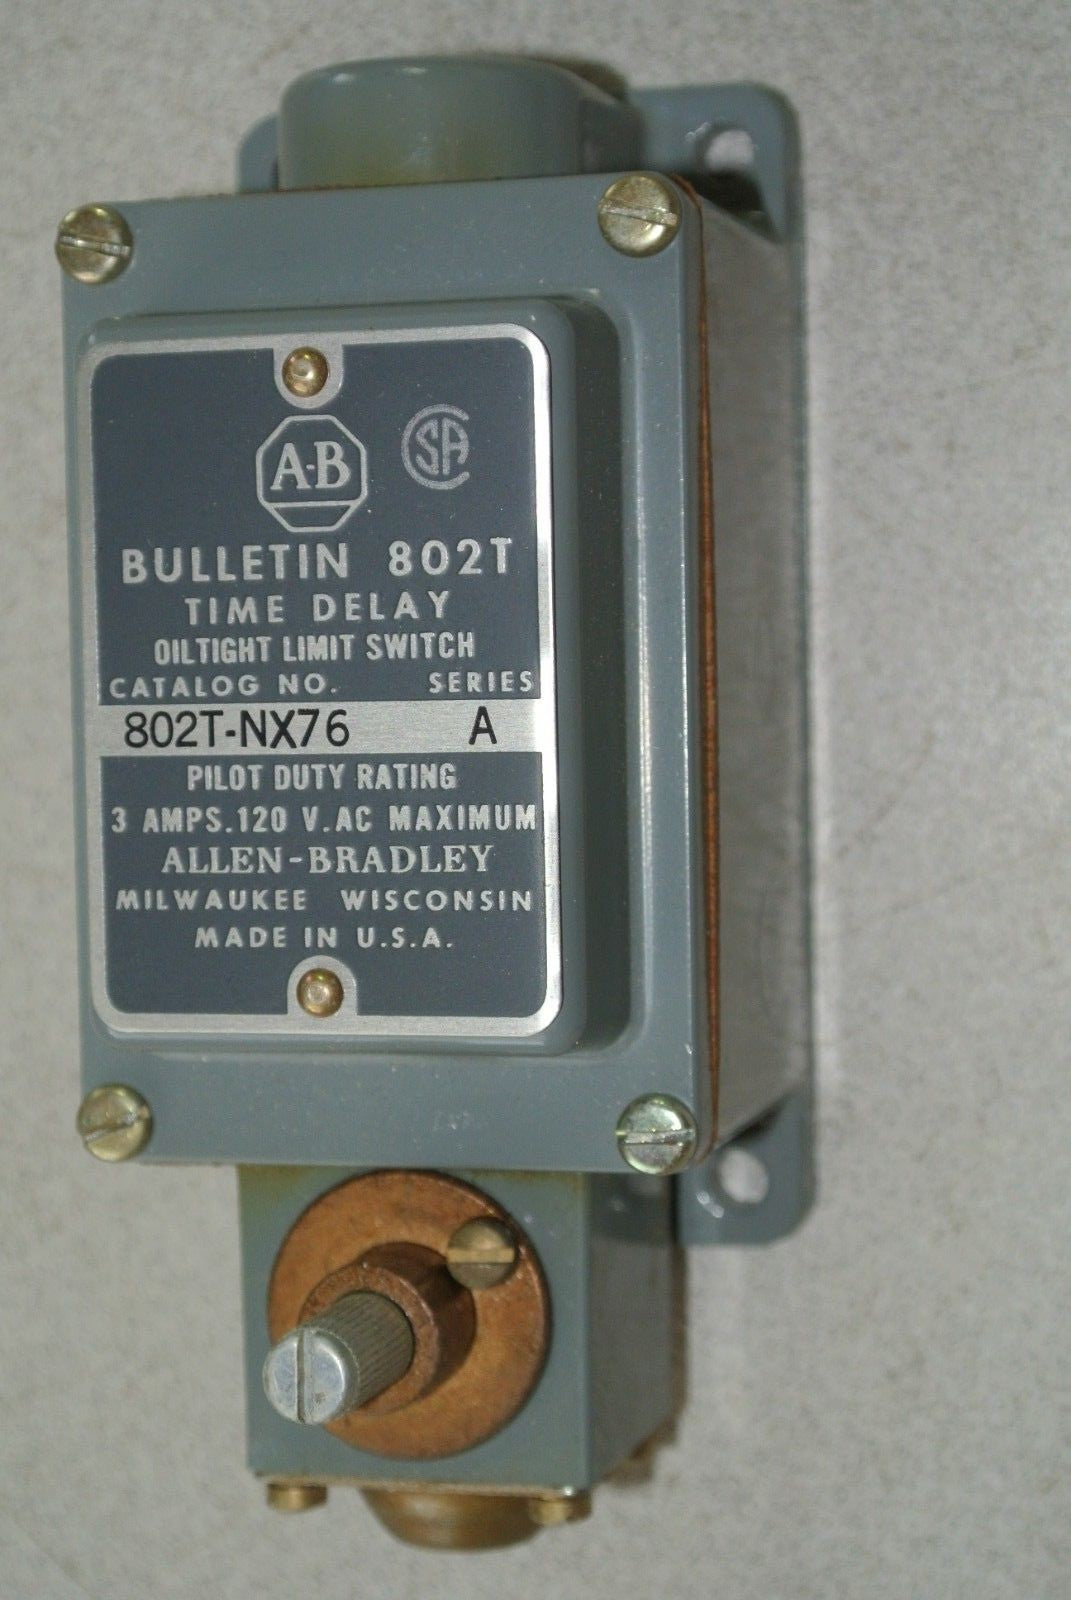 A-B
CSA
BULLETIN 802T
TIME DELAY
OILTIGHT LIMIT SWITCH
CATALOG NO. SERIES
802T-NX76 A
PILOT DUTY RATING
3 AMPS. 120 V. AC MAXIMUM
ALLEN-BRADLEY
MILWAUKEE WISCONSIN
MADE IN U.S.A.